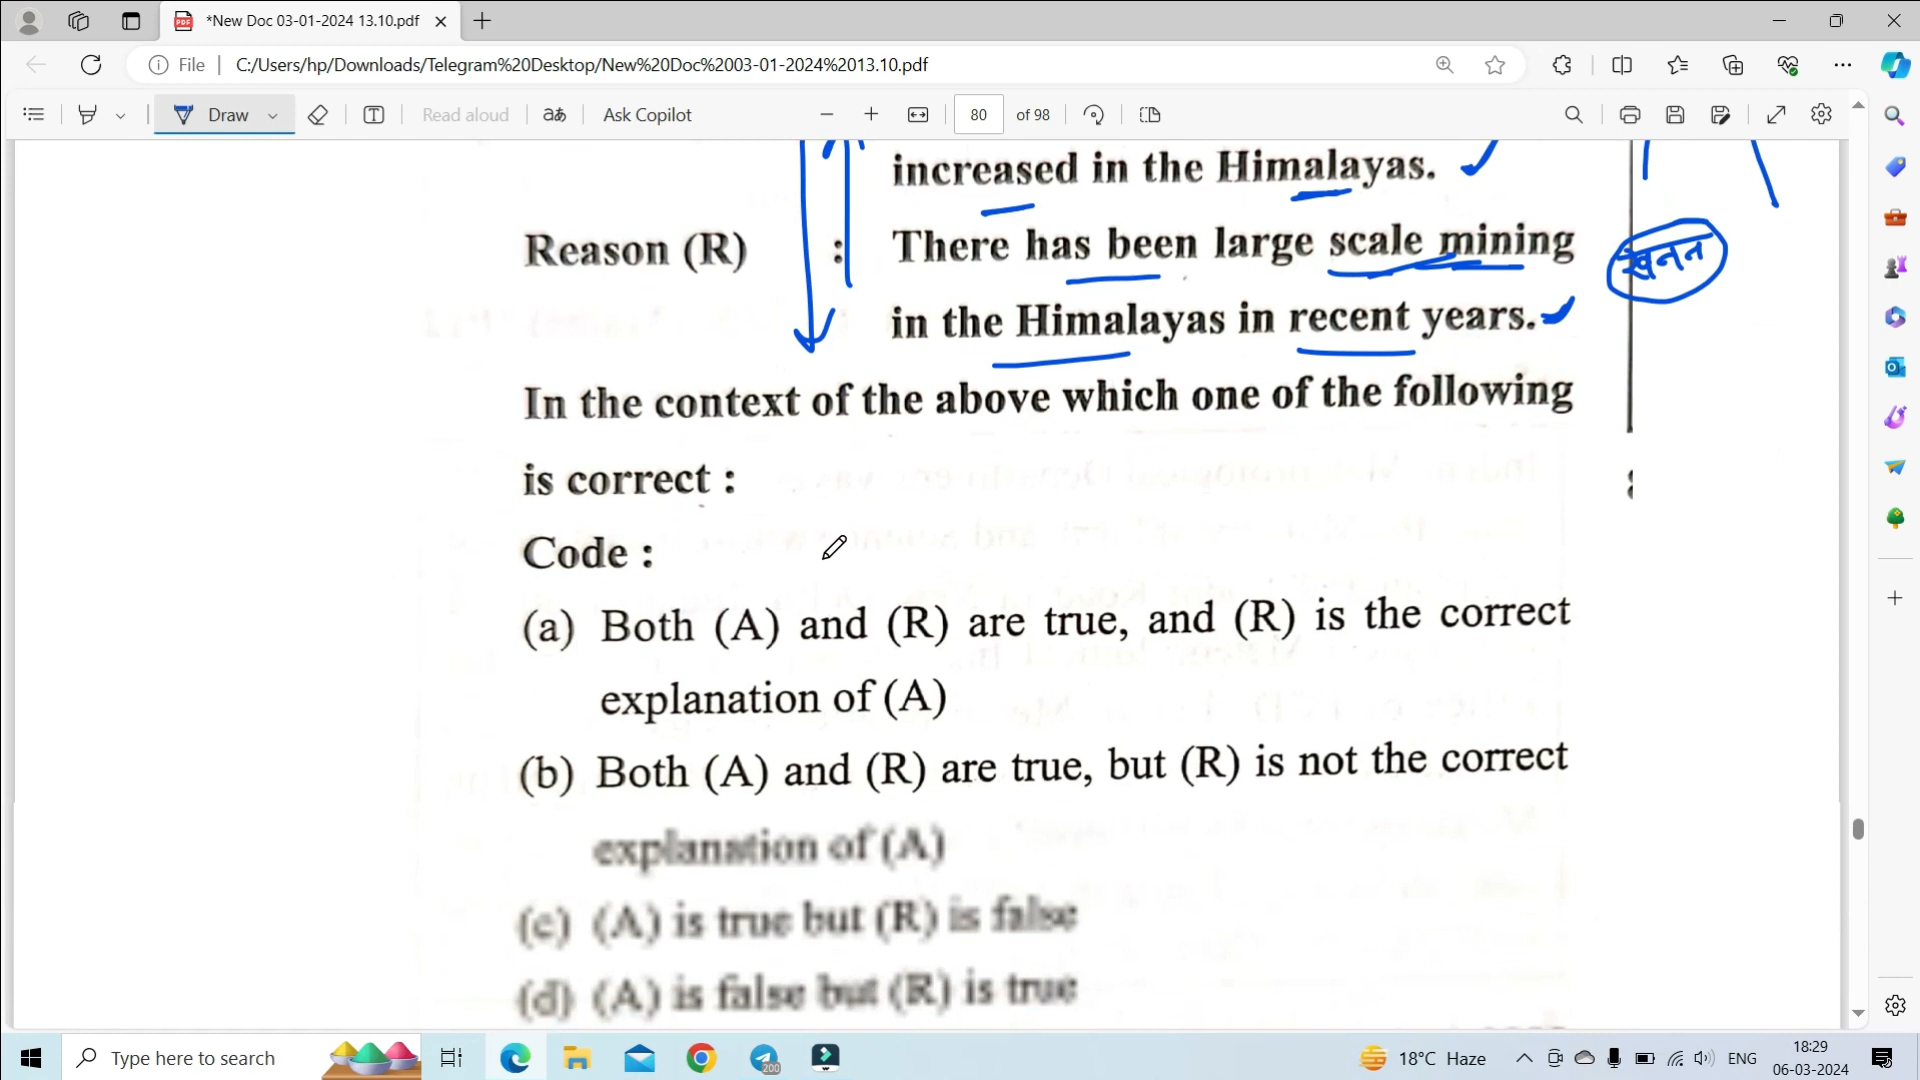 *New Doc 03-01-2024 13.10.pdf
File
C:/Users/hp/Downloads/Telegram%20Desktop/New%20Doc%2003-01-2024%2013.10.pdf
Draw
Read aloud
Ask Copilot
80
of 98
increased in the Himalayas.
Reason (R) : There has been large scale mining
खनन
in the Himalayas in recent years.
In the context of the above which one of the following
is correct :
Code :
(a) Both (A) and (R) are true, and (R) is the correct
explanation of (A)
(b) Both (A) and (R) are true, but (R) is not the correct
explanation of (A)
(c) (A) is true but (R) is false
(d) (A) is false but (R) is true
Type here to search
200
18°C Haze
ENG
18:29
06-03-2024